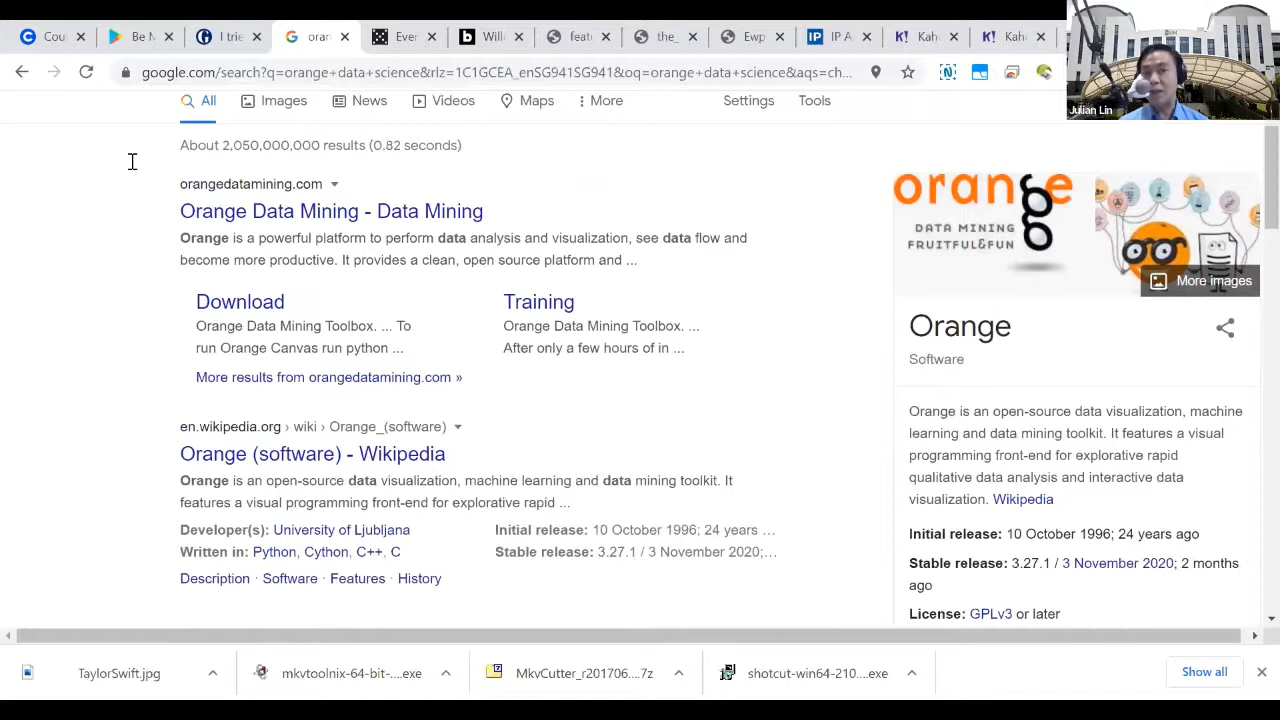 Cou
Be M
I trie
oran
Ever
Wille
feat
the_
Ewp
IP A
Kah
Kah
google.com/search?q=orange+data+science&rlz=1C1GCEA_enSG941SG941&oq=orange+data+science&aqs=ch...
Julian Lin
All
Images
News
Videos
Maps
More
Settings
Tools
About 2,050,000,000 results (0.82 seconds)
orangedatamining.com
Orange Data Mining - Data Mining
Orange is a powerful platform to perform data analysis and visualization, see data flow and
become more productive. It provides a clean, open source platform and ...
Download
Orange Data Mining Toolbox. ... To
run Orange Canvas run python ...
Training
Orange Data Mining Toolbox. ...
After only a few hours of in ...
More results from orangedatamining.com »
en.wikipedia.org › wiki › Orange_(software)
Orange (software) - Wikipedia
Orange is an open-source data visualization, machine learning and data mining toolkit. It
features a visual programming front-end for explorative rapid ...
Developer(s): University of Ljubljana
Initial release: 10 October 1996; 24 years ...
Written in: Python, Cython, C++, C
Stable release: 3.27.1 / 3 November 2020;...
Description · Software · Features · History
orange
DATA MINING
FRUITFUL&FUN
More images
Orange
Software
Orange is an open-source data visualization, machine
learning and data mining toolkit. It features a visual
programming front-end for explorative rapid
qualitative data analysis and interactive data
visualization. Wikipedia
Initial release: 10 October 1996; 24 years ago
Stable release: 3.27.1 / 3 November 2020; 2 months
ago
License: GPLv3 or later
TaylorSwift.jpg
mkvtoolnix-64-bit-....exe
MkvCutter_r201706....7z
shotcut-win64-210....exe
Show all